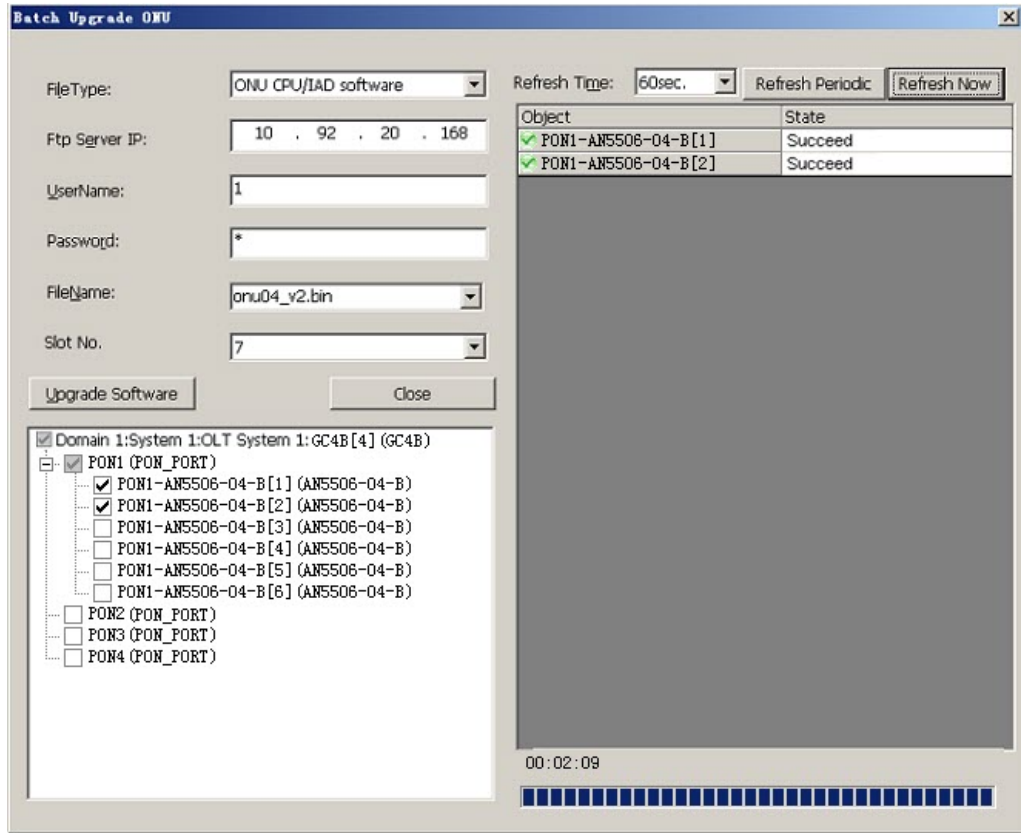 Batch Upgrade ONU
FileType:
ONU CPU/IAD software
Ftp Server IP:
10 . 92 . 20 . 168
UserName:
1
Password:
*
FileName:
onu04_v2.bin
Slot No.
7
Upgrade Software
Close
Domain 1:System 1:OLT System 1:GC4B[4](GC4B)
PON1(PON_PORT)
PON1-AN5506-04-B[1](AN5506-04-B)
PON1-AN5506-04-B[2](AN5506-04-B)
PON1-AN5506-04-B[3](AN5506-04-B)
PON1-AN5506-04-B[4](AN5506-04-B)
PON1-AN5506-04-B[5](AN5506-04-B)
PON1-AN5506-04-B[6](AN5506-04-B)
PON2(PON_PORT)
PON3(PON_PORT)
PON4(PON_PORT)
Refresh Time: 60sec. Refresh Periodic Refresh Now
Object State
PON1-AN5506-04-B[1] Succeed
PON1-AN5506-04-B[2] Succeed
00:02:09